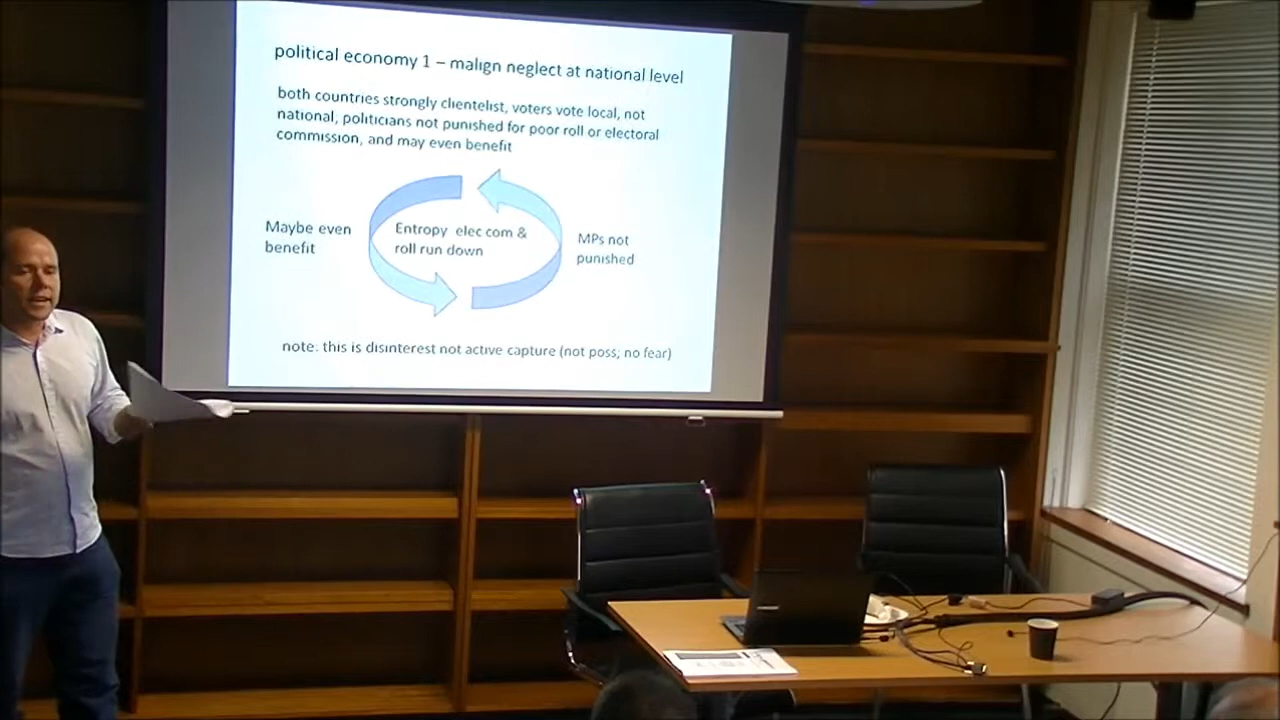 political economy 1 – malign neglect at national level
both countries strongly clientelist, voters vote local, not
national, politicians not punished for poor roll or electoral
commission, and may even benefit
Maybe even
benefit
Entropy elec com &
roll run down
MPs not
punished
note. this is disinterest not active capture (not poss; no fear)